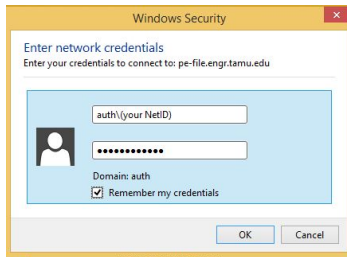 Windows Security
Enter network credentials
Enter your credentials to connect to: pe-file.engr.tamu.edu
auth\(your NetID)
••••••••••••
Domain: auth
Remember my credentials
OK Cancel